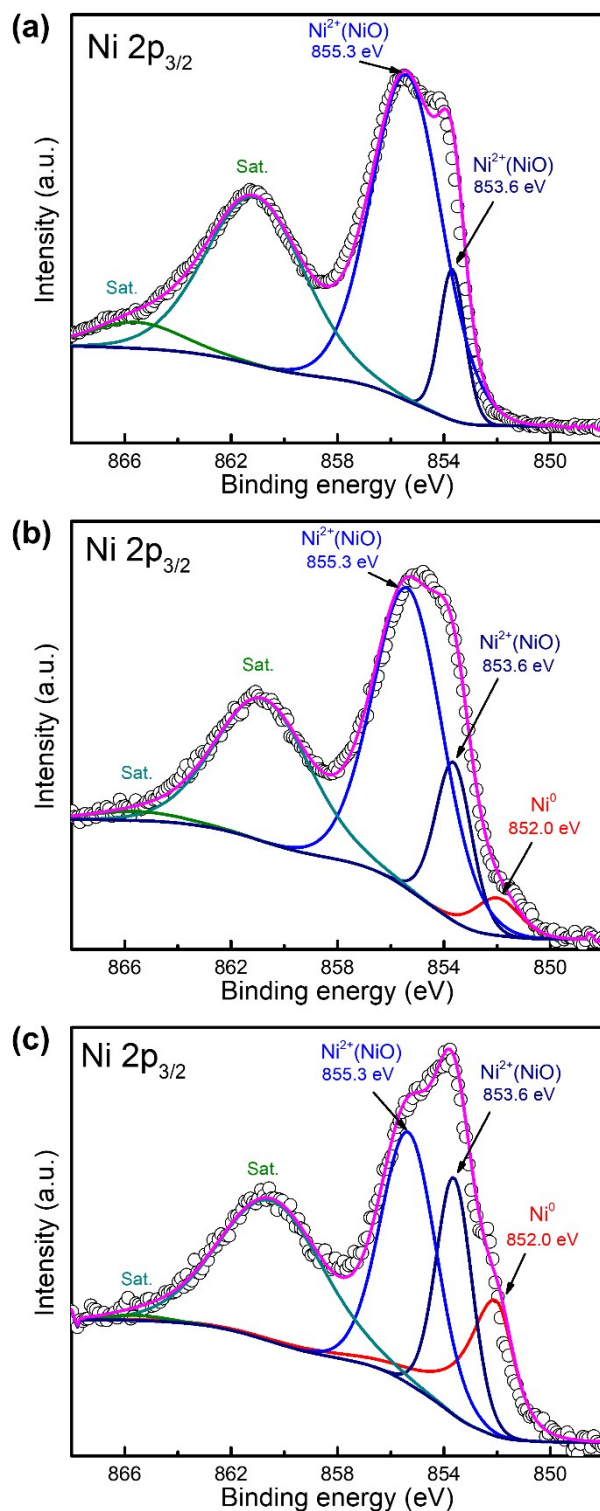 (a)
Ni 2p3/2
Ni2+(NiO)
855.3 eV
Ni2+(NiO)
853.6 eV
Sat.
Sat.
Intensity (a.u.)
866 862 858 854 850
Binding energy (eV)
(b)
Ni 2p3/2
Ni2+(NiO)
855.3 eV
Ni2+(NiO)
853.6 eV
Sat.
Sat.
Ni0
852.0 eV
Intensity (a.u.)
866 862 858 854 850
Binding energy (eV)
(c)
Ni 2p3/2
Ni2+(NiO)
855.3 eV
Ni2+(NiO)
853.6 eV
Sat.
Ni0
852.0 eV
Sat.
Intensity (a.u.)
866 862 858 854 850
Binding energy (eV)